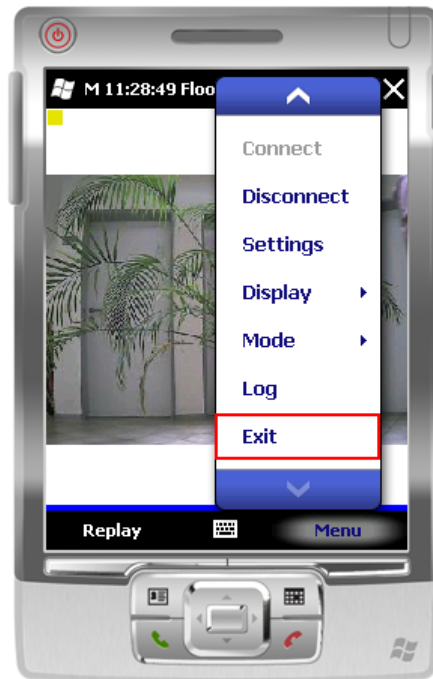 M 11:28:49 Floo
Connect
Disconnect
Settings
Display
Mode
Log
Exit
Replay
Menu